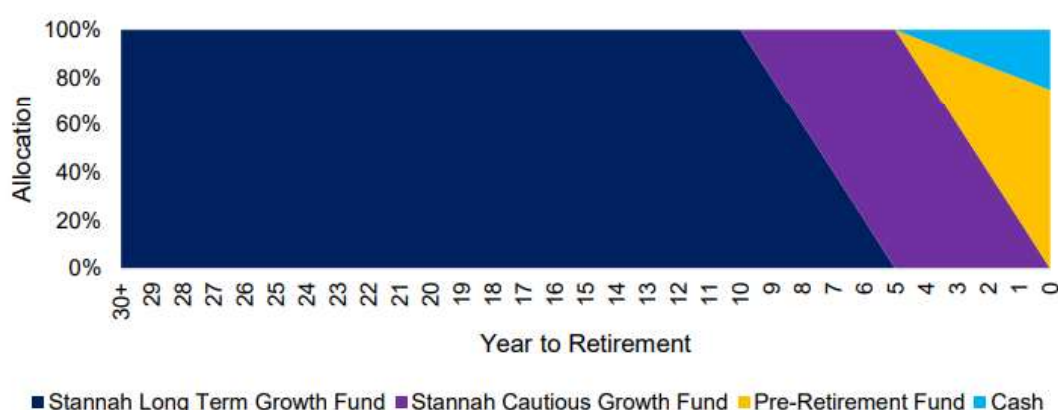 100%
80%
60%
40%
20%
0%
Allocation
30+ 29 28 27 26 25 24 23 22 21 20 19 18 17 16 15 14 13 12 11 10 9 8 7 6 5 4 3 2 1 0
Year to Retirement
Stannah Long Term Growth Fund Stannah Cautious Growth Fund Pre-Retirement Fund Cash